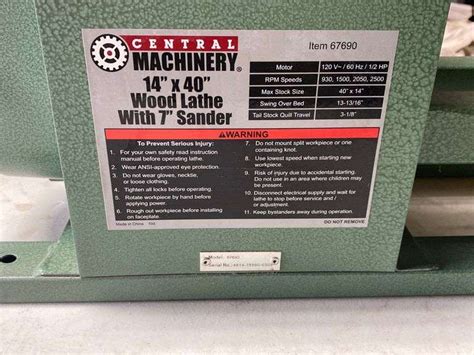 CENTRAL
MACHINERY®
14" x 40"
Wood Lathe
With 7" Sander
Item 67690
Motor 120 V~ / 60 Hz / 1/2 HP
RPM Speeds 930, 1500, 2050, 2500
Max Stock Size 40" x 14"
Swing Over Bed 13-13/16"
Tail Stock Quill Travel 3-1/8"
⚠WARNING
To Prevent Serious Injury:
1. For your own safety read instruction
manual before operating lathe.
2. Wear ANSI-approved eye protection.
3. Do not wear gloves, necktie,
or loose clothing.
4. Tighten all locks before operating.
5. Rotate workpiece by hand before
applying power.
6. Rough out workpiece before installing
on faceplate.
7. Do not mount split workpiece or one
containing knot.
8. Use lowest speed when starting new
workpiece.
9. Risk of injury due to accidental starting.
Do not use in an area where children
may be present.
10. Disconnect electrical supply and wait for
lathe to stop before service and /
or adjustment.
11. Keep bystanders away during operation.
Made in China
DO NOT REMOVE.
Model: 67690
Serial No.: